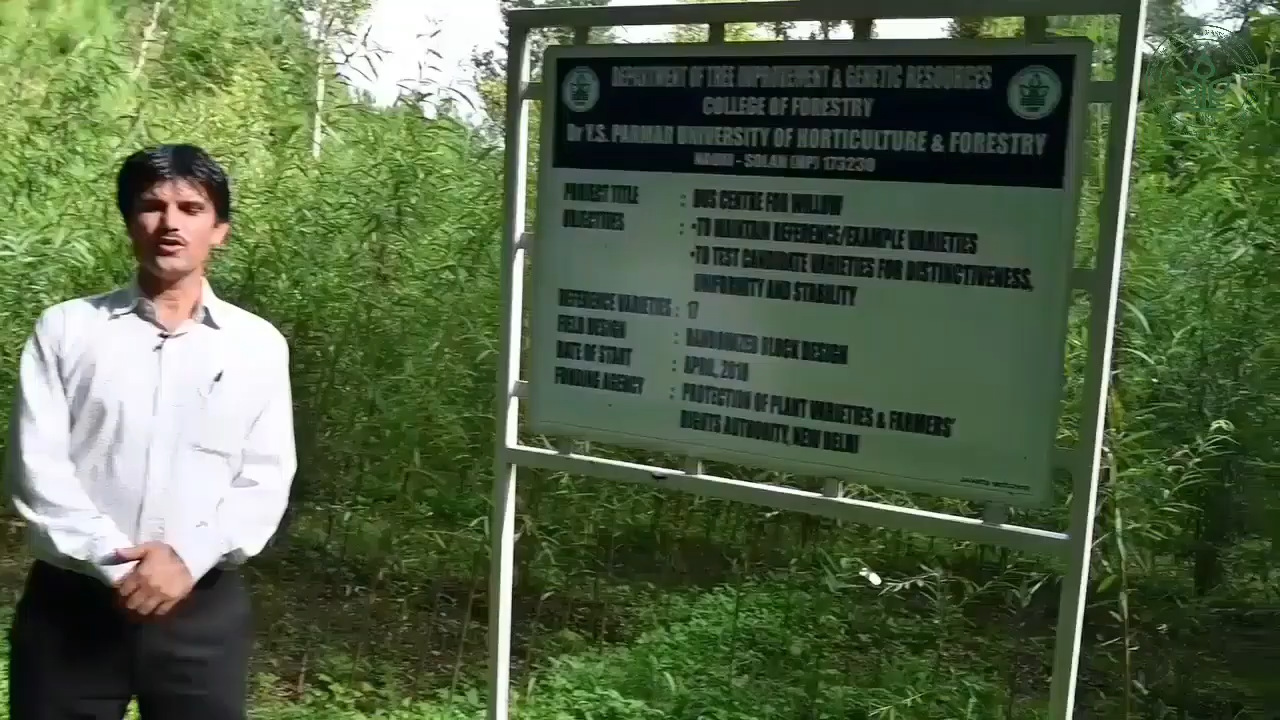 DEPARTMENT OF TREE IMPROVEMENT & GENETIC RESOURCES
COLLEGE OF FORESTRY
Dr Y.S. PARMAR UNIVERSITY OF HORTICULTURE & FORESTRY
NAUNI - SOLAN (HP) 173230
PROJECT TITLE : DUS CENTRE FOR WILLOW
OBJECTIVES : •TO MAINTAIN REFERENCE/EXAMPLE VARIETIES
•TO TEST CANDIDATE VARIETIES FOR DISTINCTIVENESS,
UNIFORMITY AND STABILITY
REFERENCE VARIETIES : 17
FIELD DESIGN : RANDOMIZED BLOCK DESIGN
DATE OF START : APRIL,
FUNDING AGENCY : PROTECTION OF PLANT VARIETIES & FARMERS'
RIGHTS AUTHORITY, NEW DELHI